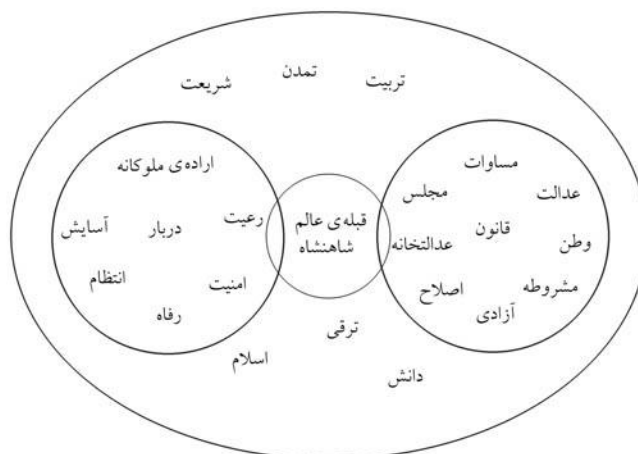 تربیت
تمدن
شریعت
مساوات
عدالت
مجلس
قانون
وطن
عدالتخانه
مشروطه
اصلاح
آزادی
قبله‌ی عالم
شاهنشاه
اراده‌ی ملوکانه
رعیت
دربار
آسایش
امنیت
انتظام
رفاه
ترقی
دانش
اسلام